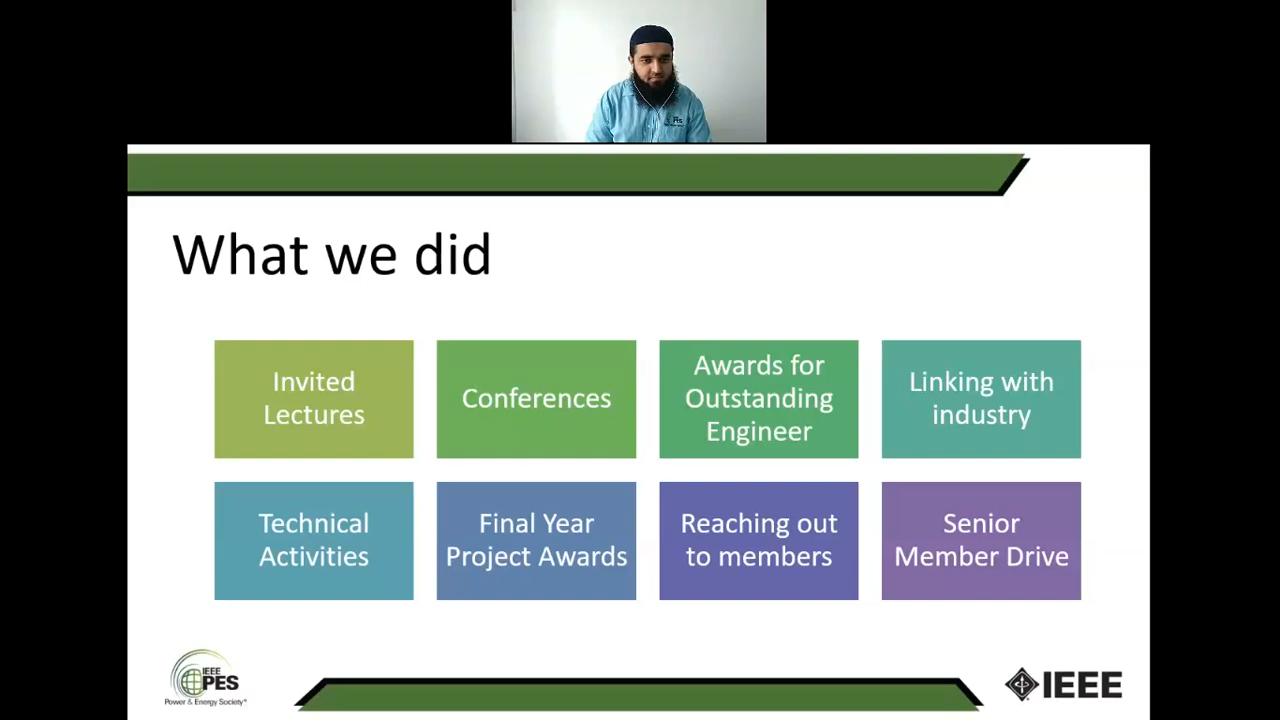 PES
What we did
Invited
Lectures
Conferences
Awards for
Outstanding
Engineer
Linking with
industry
Technical
Activities
Final Year
Project Awards
Reaching out
to members
Senior
Member Drive
IEEE
PES
Power & Energy Society®
IEEE